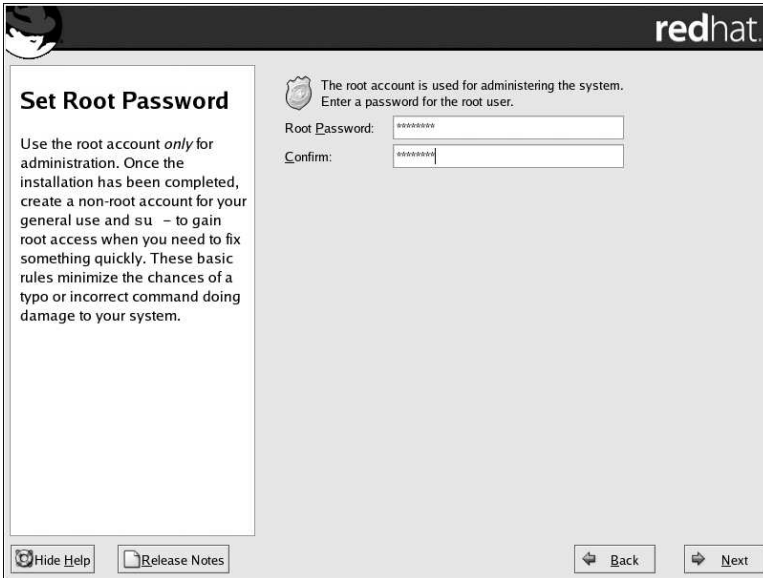 redhat.
Set Root Password
Use the root account only for
administration. Once the
installation has been completed,
create a non-root account for your
general use and su - to gain
root access when you need to fix
something quickly. These basic
rules minimize the chances of a
typo or incorrect command doing
damage to your system.
The root account is used for administering the system.
Enter a password for the root user.
Root Password: ********
Confirm: ********
Hide Help
Release Notes
Back
Next